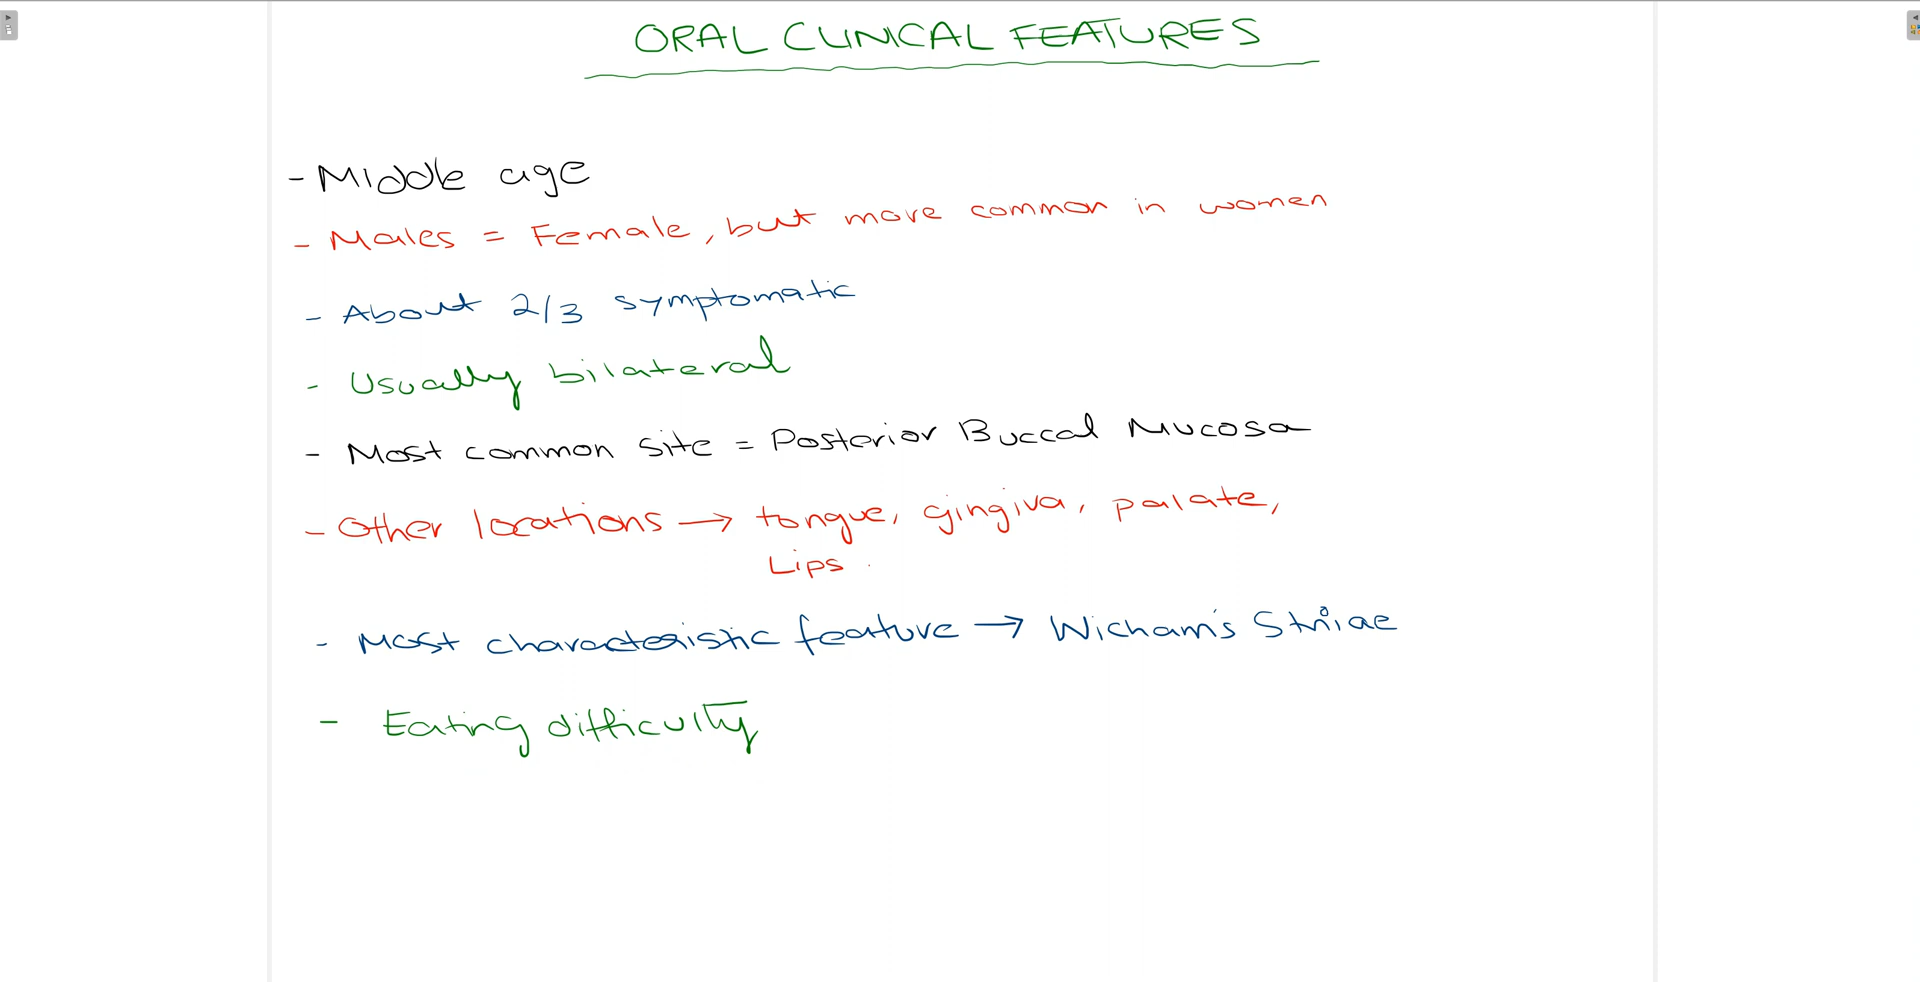 ORAL CLINICAL FEATURES
- Middle age
- Males = Female, but more common in women
- About 2/3 symptomatic
- Usually bilateral
- Most common site = Posterior Buccal Mucosa
- Other locations → tongue, gingiva, palate,
Lips.
- Most characteristic feature → Wicham's Striae
- Eating difficulty